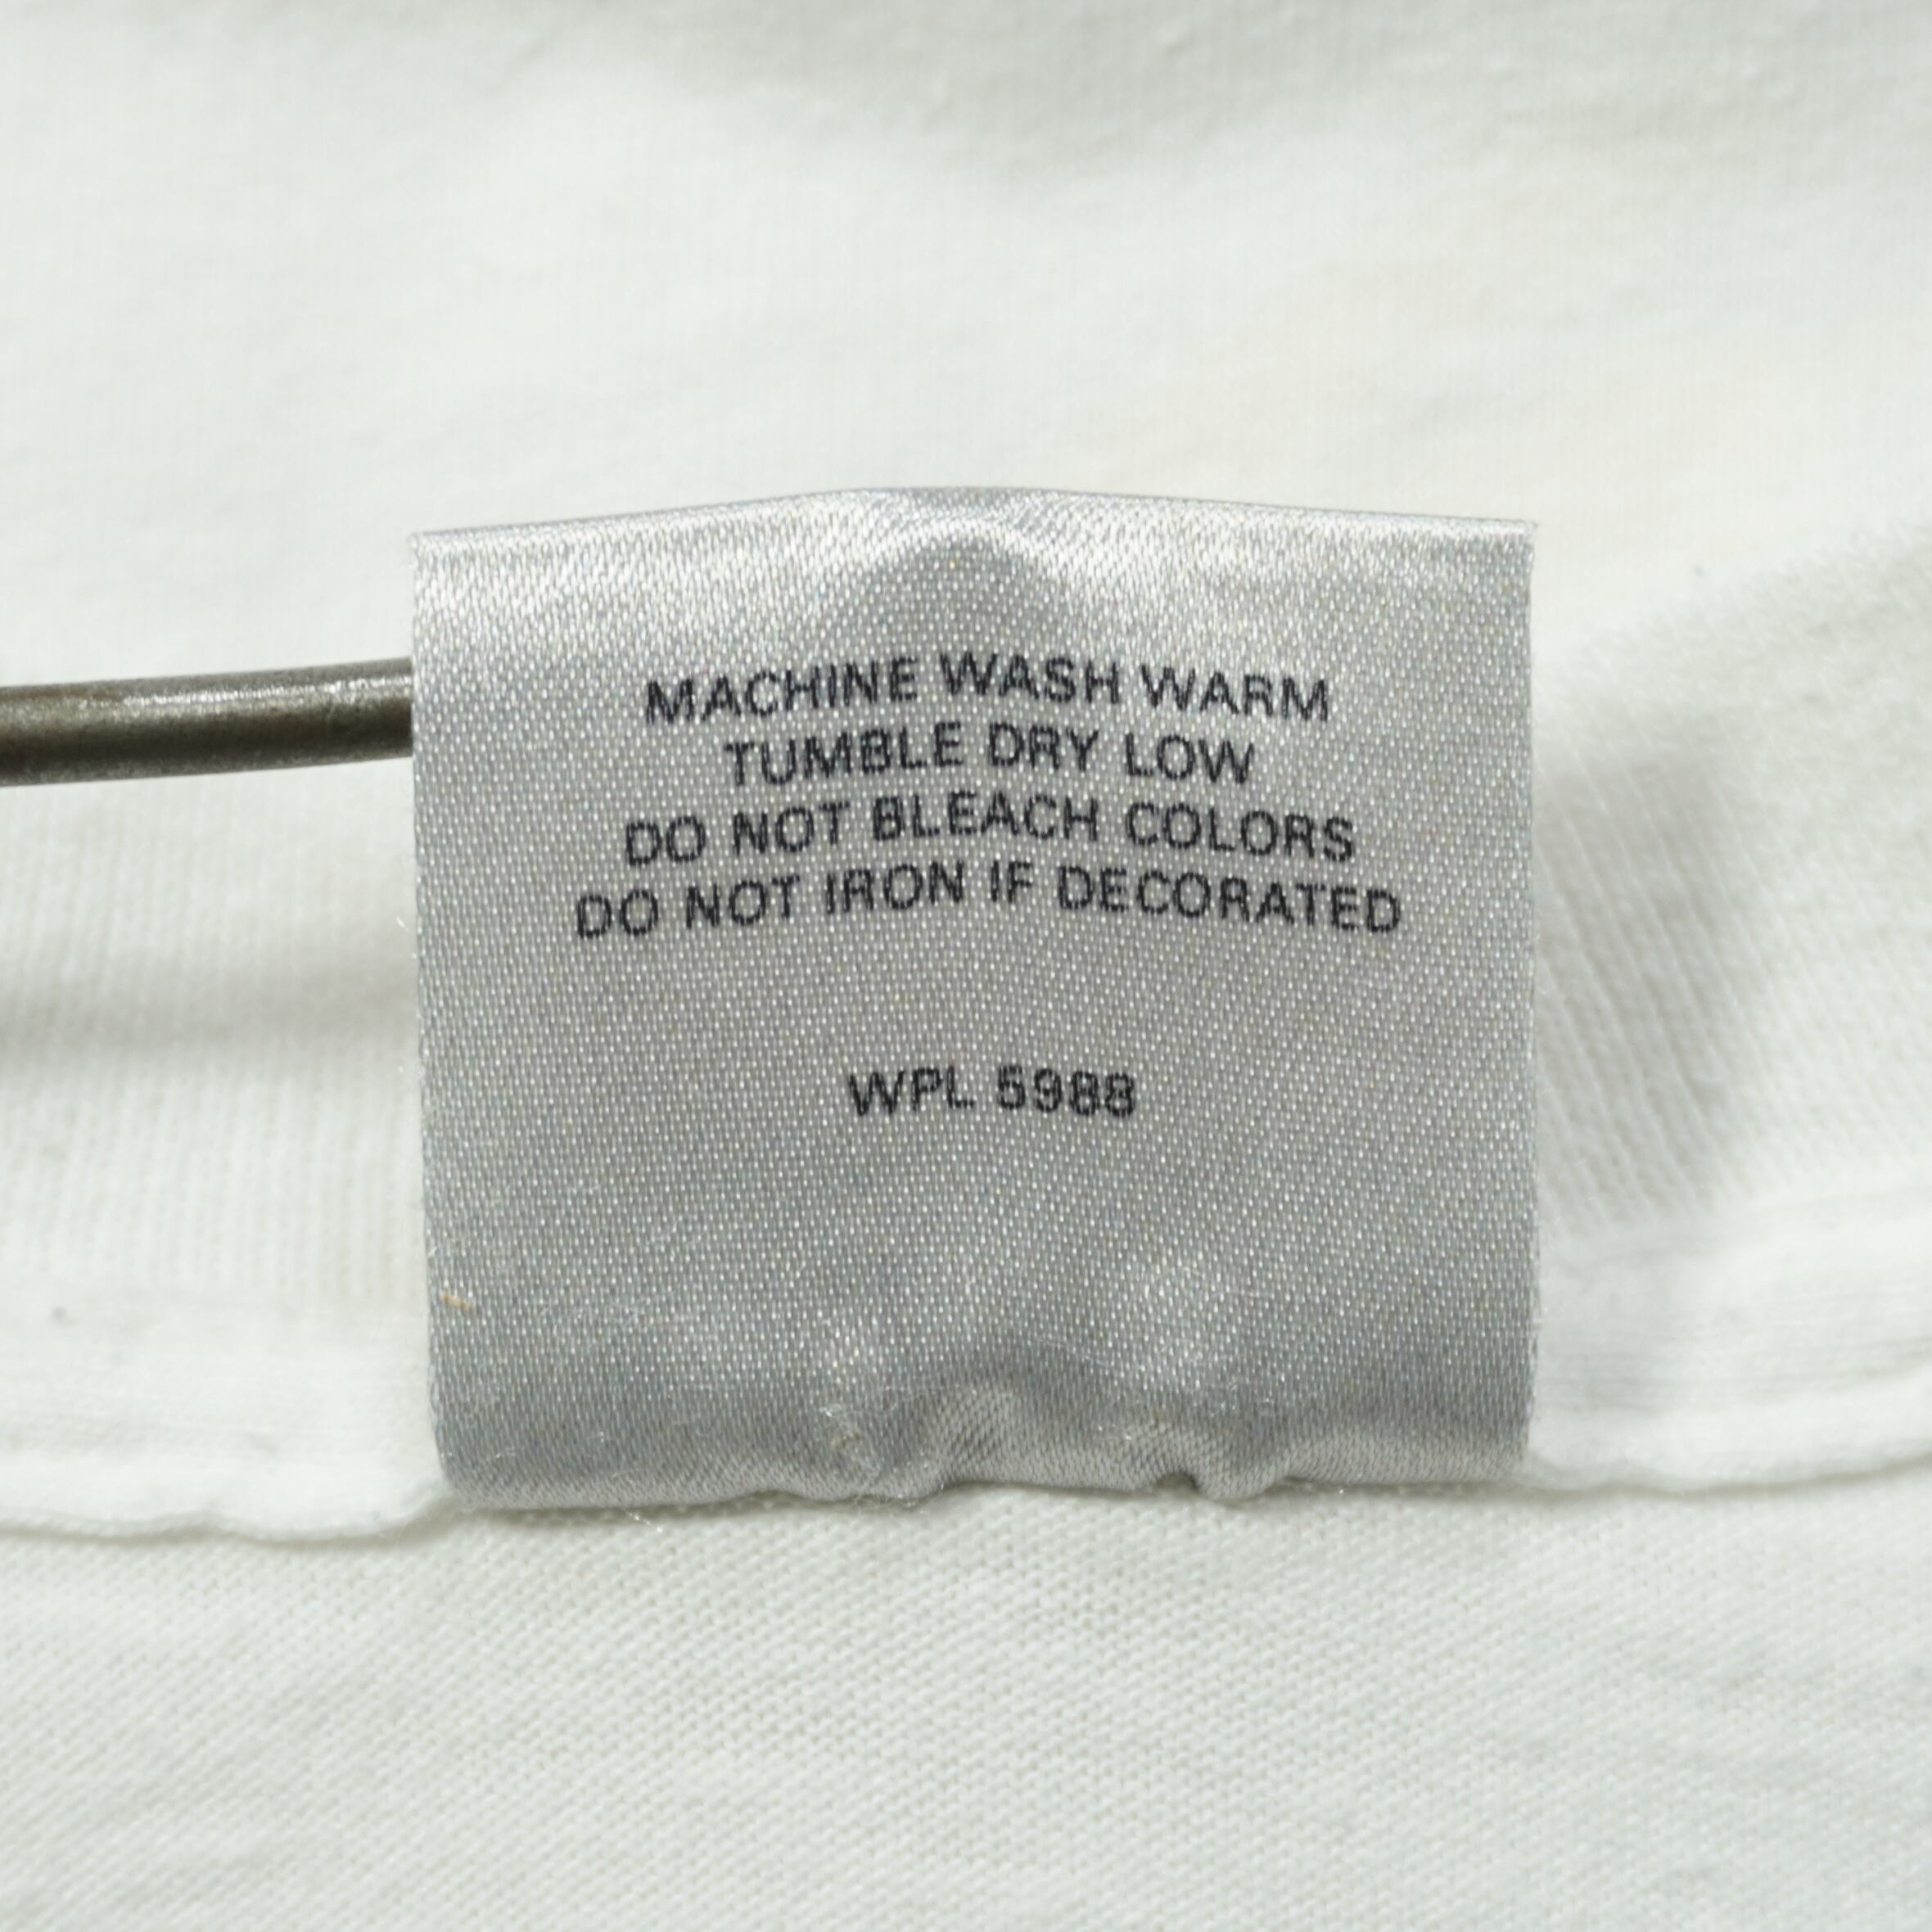 MACHINE WASH WARM
TUMBLE DRY LOW
DO NOT BLEACH COLORS
DO NOT IRON IF DECORATED
WPL 5988